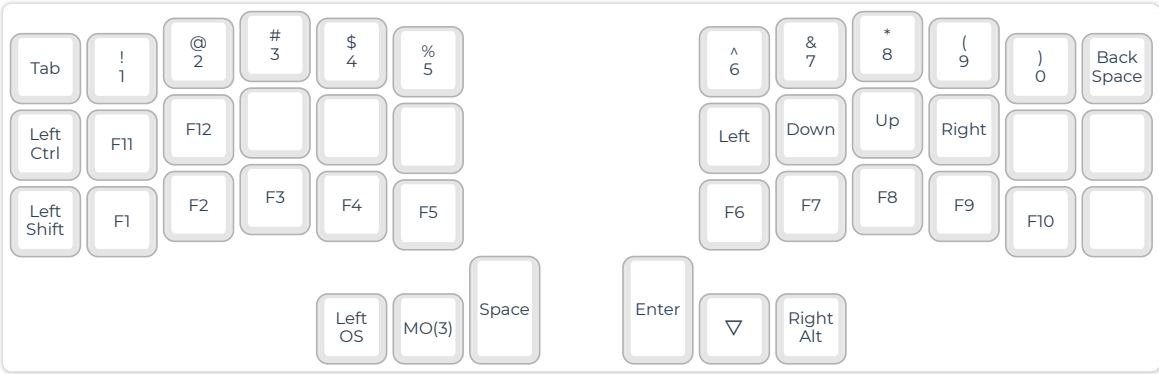 Tab
!
1
@
2
#
3
$
4
%
5
^
6
&
7
*
8
(
9
)
0
Back
Space
Left
Ctrl
F11
F12
Left
Down
Up
Right
Left
Shift
F1
F2
F3
F4
F5
F6
F7
F8
F9
F10
Left
OS
MO(3)
Space
Enter
▽
Right
Alt